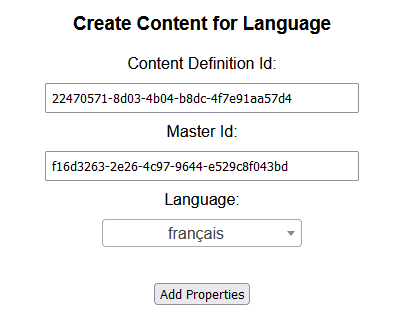 Create Content for Language
Content Definition Id:
22470571-8d03-4b04-b8dc-4f7e91aa57d4
Master Id:
f16d3263-2e26-4c97-9644-e529c8f043bd
Language:
français
Add Properties